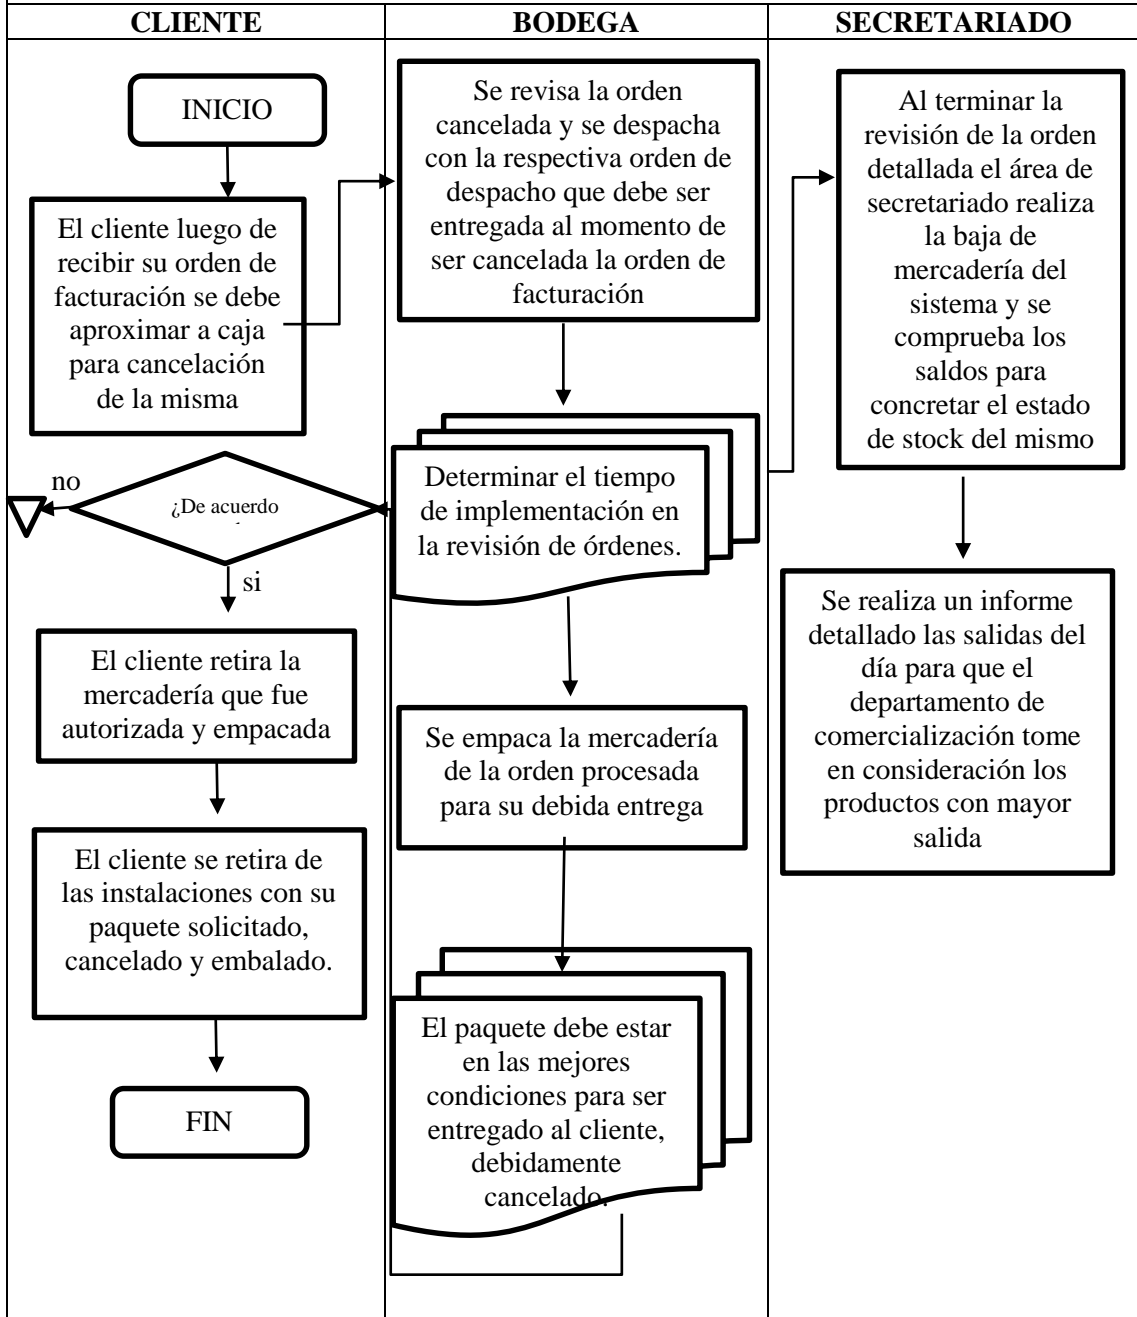 CLIENTE
BODEGA
SECRETARIADO
INICIO
El cliente luego de
recibir su orden de
facturación se debe
aproximar a caja
para cancelación
de la misma
no
¿De acuerdo
si
El cliente retira la
mercadería que fue
autorizada y empacada
El cliente se retira de
las instalaciones con su
paquete solicitado,
cancelado y embalado.
FIN
Se revisa la orden
cancelada y se despacha
con la respectiva orden de
despacho que debe ser
entregada al momento de
ser cancelada la orden de
facturación
Determinar el tiempo
de implementación en
la revisión de órdenes.
Se empaca la mercadería
de la orden procesada
para su debida entrega
El paquete debe estar
en las mejores
condiciones para ser
entregado al cliente,
debidamente
cancelado.
Al terminar la
revisión de la orden
detallada el área de
secretariado realiza
la baja de
mercadería del
sistema y se
comprueba los
saldos para
concretar el estado
de stock del mismo
Se realiza un informe
detallado las salidas del
día para que el
departamento de
comercialización tome
en consideración los
productos con mayor
salida